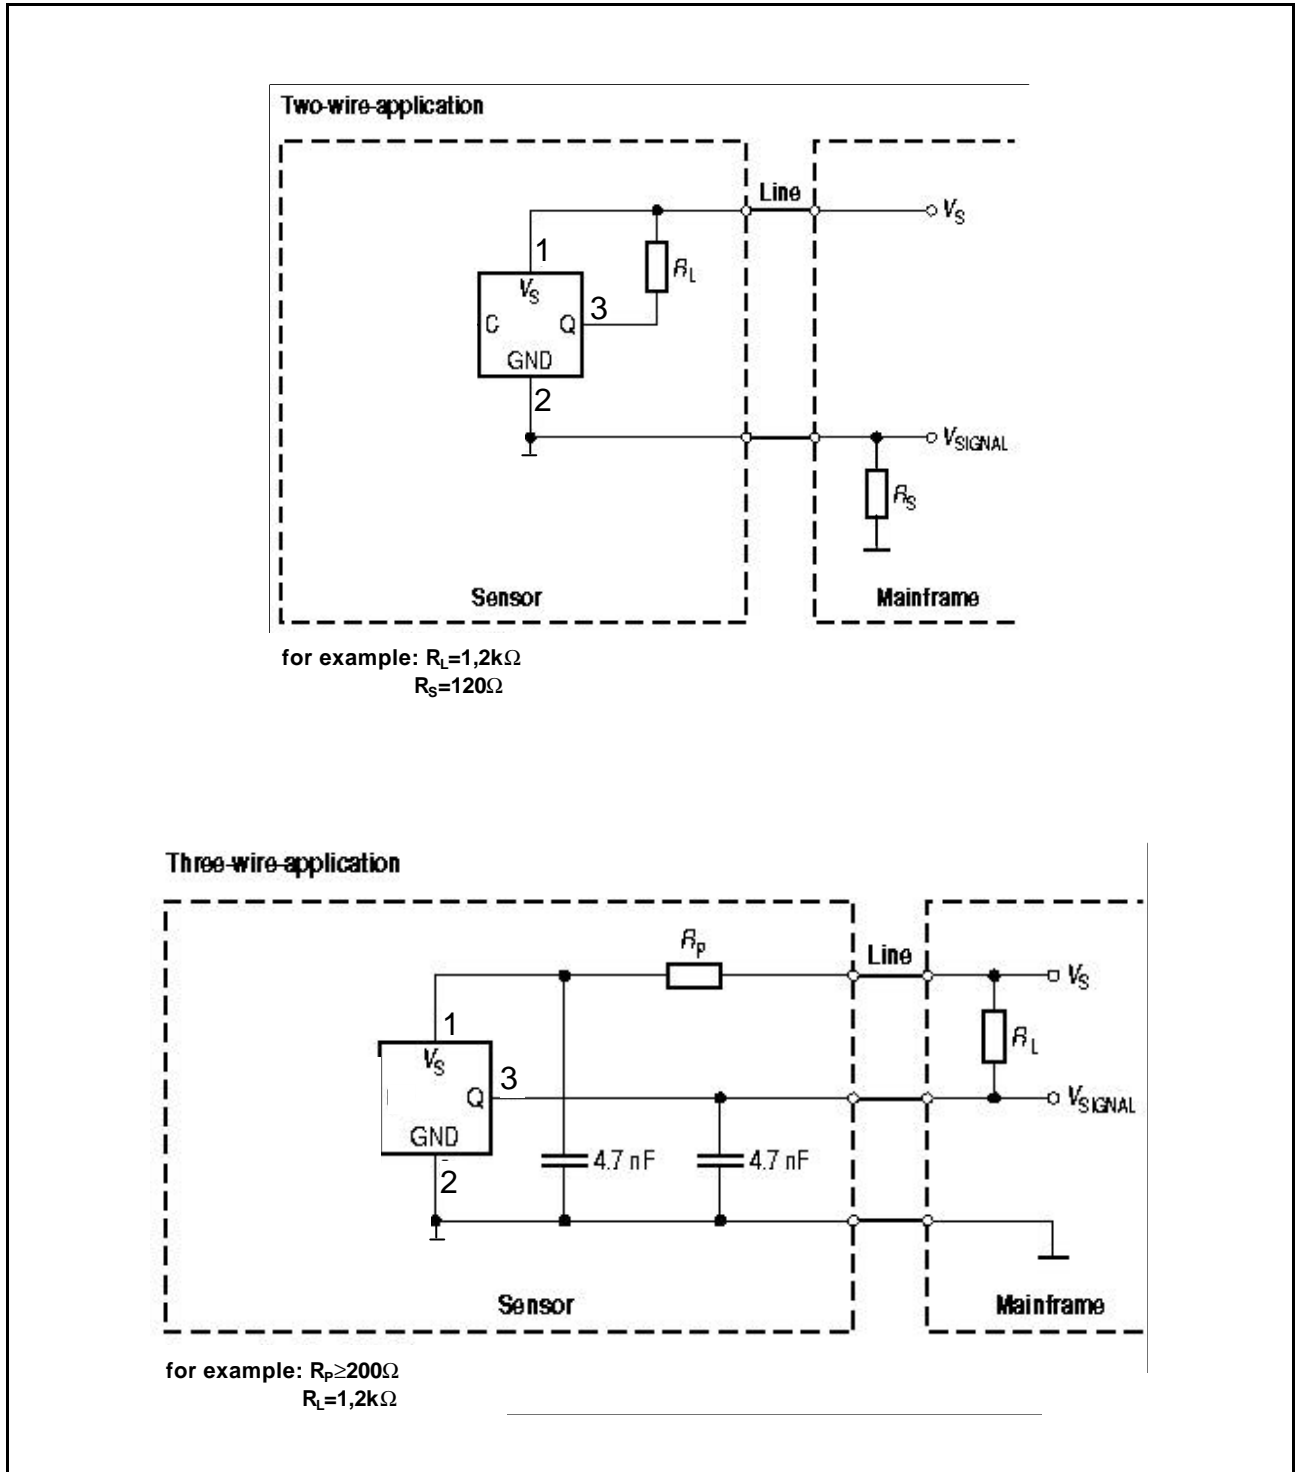 Two-wire-application
Line
V_S
1
R_L
V_S
3
C Q
GND
2
V_SIGNAL
R_S
Sensor Mainframe
for example: R_L=1,2kΩ
R_S=120Ω
Three-wire-application
R_p
Line
V_S
1
R_L
V_S
3
Q
V_SIGNAL
GND
4.7 nF 4.7 nF
2
Sensor Mainframe
for example: R_P≥200Ω
R_L=1,2kΩ